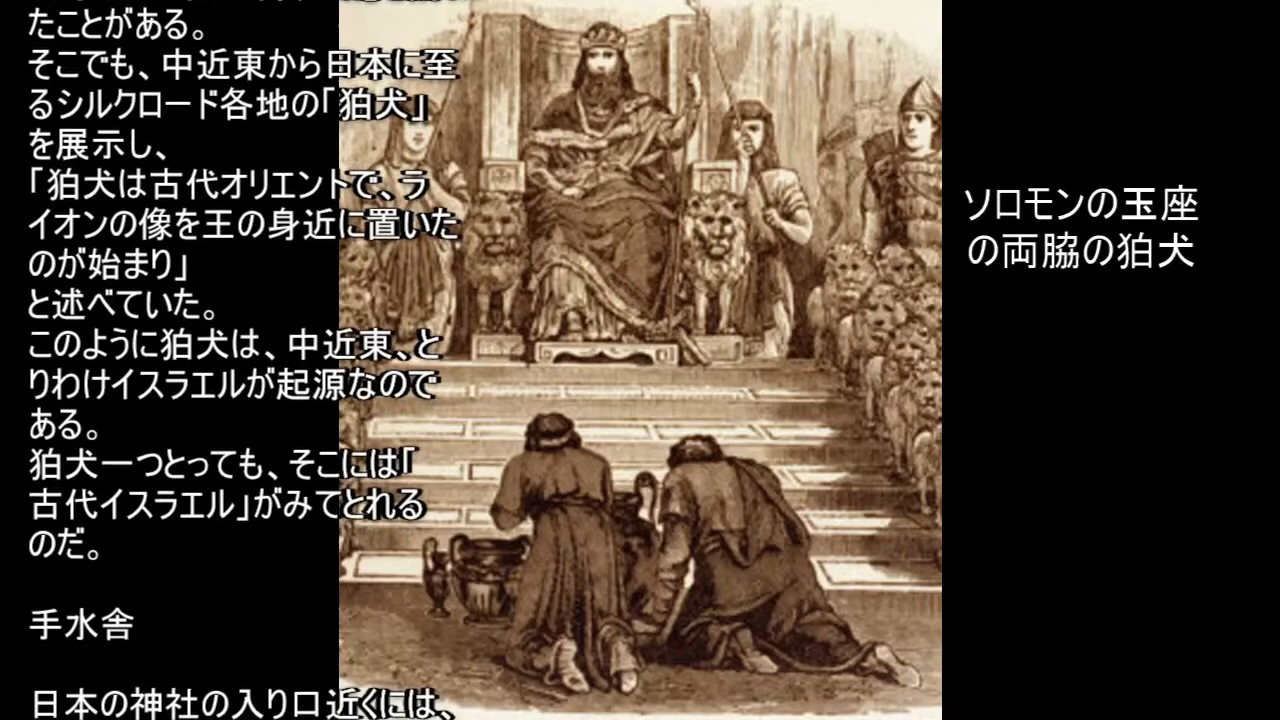 たことがある。
そこでも、中近東から日本に至
るシルクロード各地の「狛犬」
を展示し、
「狛犬は古代オリエントで、ラ
イオンの像を王の身近に置いた
のが始まり」
と述べていた。
このように狛犬は、中近東、と
りわけイスラエルが起源なので
ある。
狛犬一つとっても、そこには「
古代イスラエル」がみてとれる
のだ。
手水舎
日本の神社の入り口近くには、
ソロモンの玉座
の両脇の狛犬